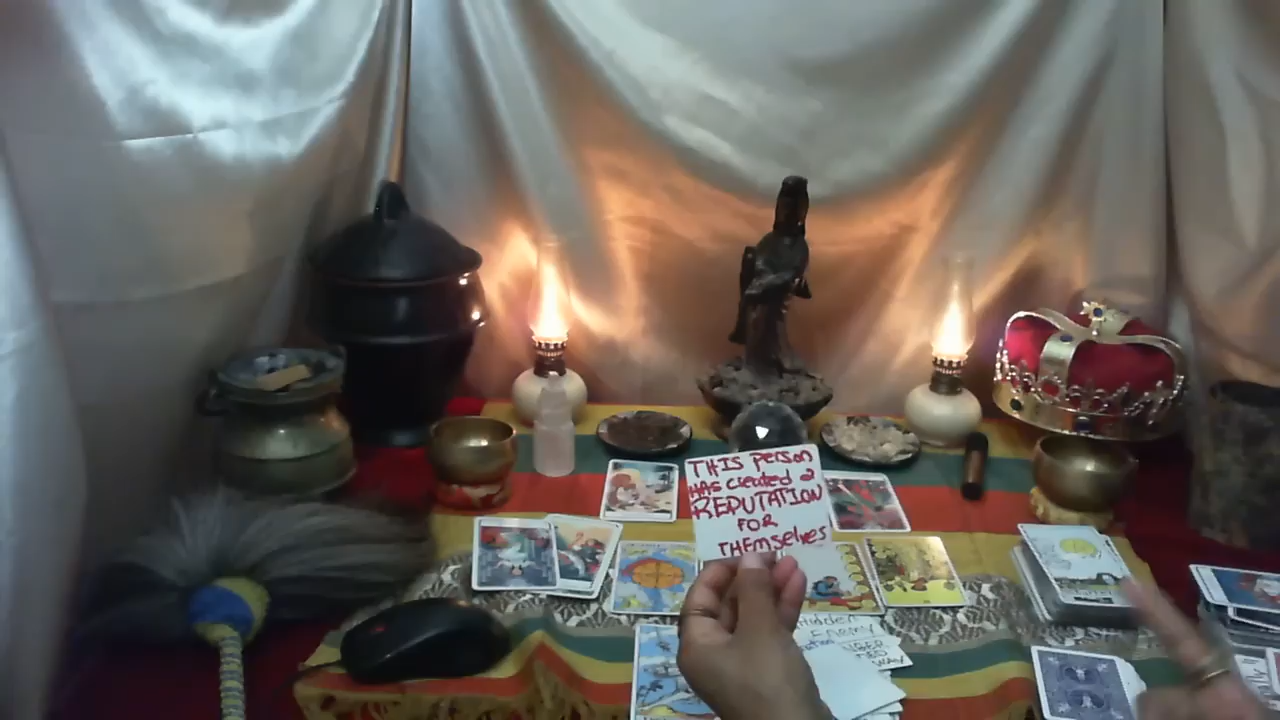 THIS person
HAS created a
REPUTATION
FOR
THEMselves
Hidden
Enemy